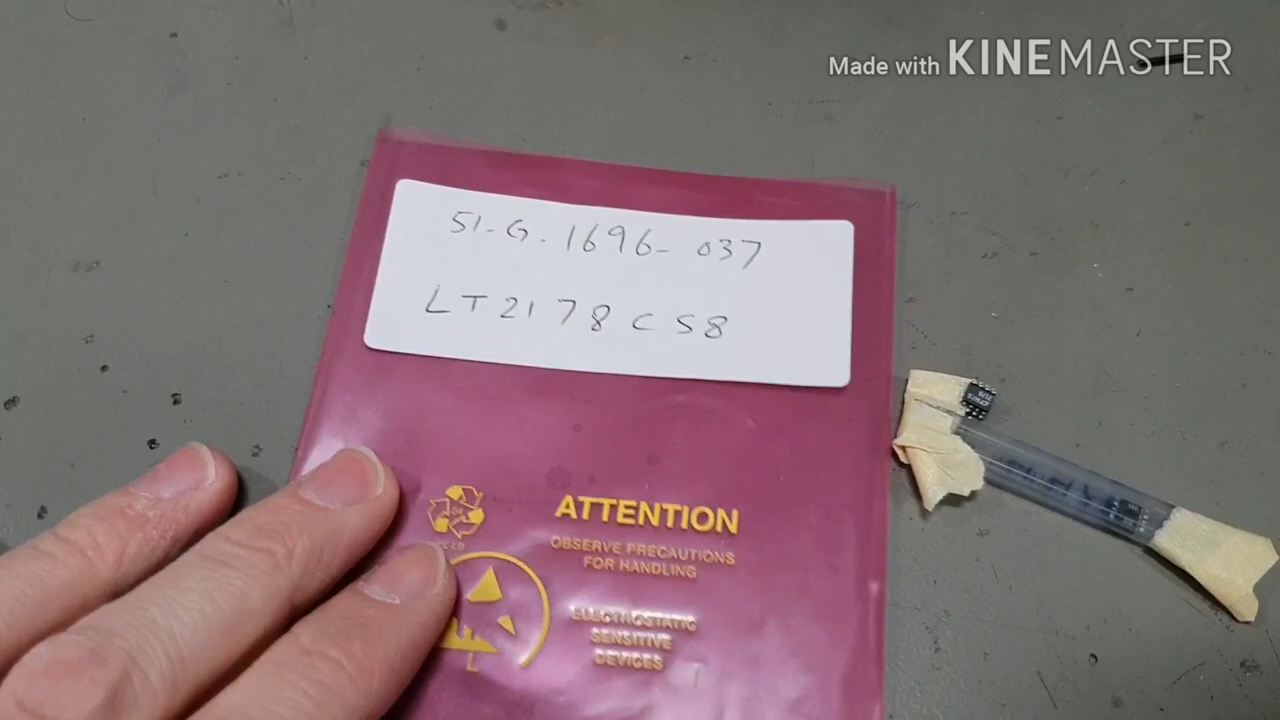 Made with KINEMASTER
51-G.1696-037
LT2178CS8
ATTENTION
OBSERVE PRECAUTIONS
FOR HANDLING
ELECTROSTATIC
SENSITIVE
DEVICES